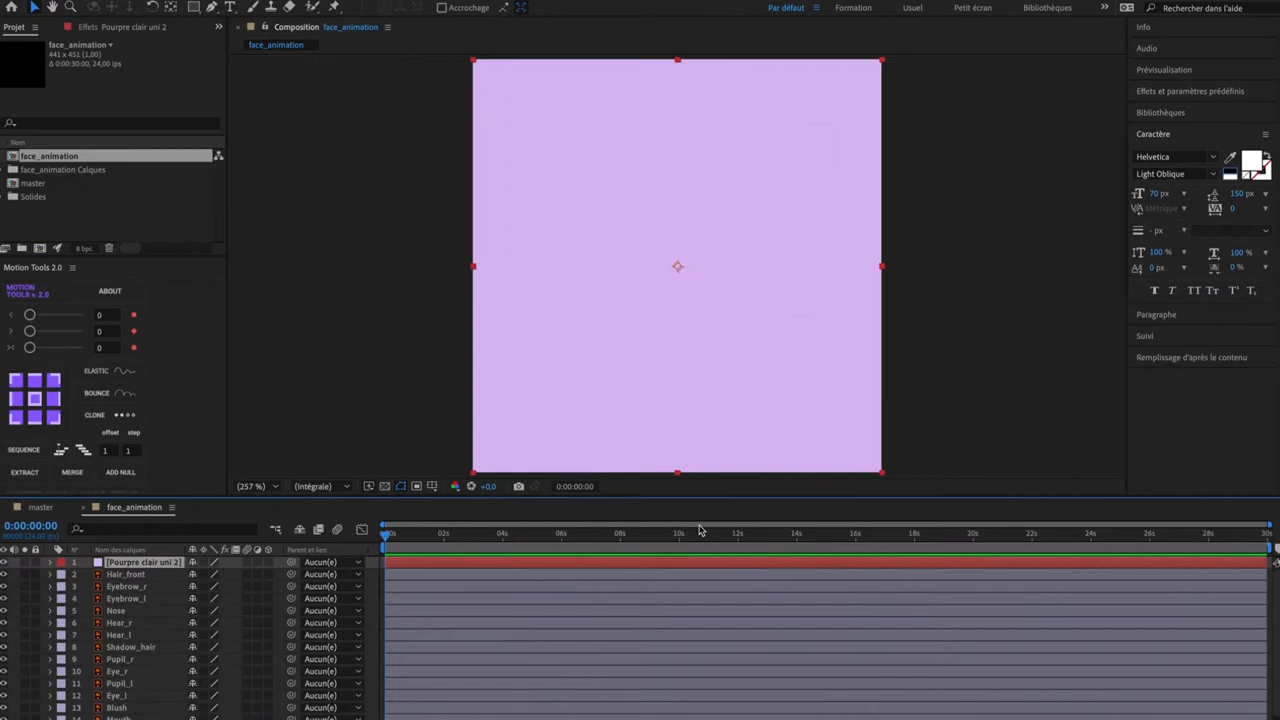 Accrochage
Par défaut
Formation
Usuel
Petit écran
Bibliothèques
Rechercher dans l'aide
Projet
Effets Pourpre clair uni 2
Composition face_animation
face_animation
face_animation
441 x 451 (1,00)
Δ 0:00:30:00, 24,00 ips
Nom
face_animation
face_animation Calques
master
Solides
8 bpc
Motion Tools 2.0
MOTION
TOOLS v. 2.0
ABOUT
0
0
0
ELASTIC
BOUNCE
CLONE
offset step
SEQUENCE
1 1
EXTRACT
MERGE
ADD NULL
Info
Audio
Prévisualisation
Effets et paramètres prédéfinis
Bibliothèques
Caractère
Helvetica
Light Oblique
70 px
150 px
Métrique
0
- px
100 %
100 %
0 px
0 %
Paragraphe
Suivi
Remplissage d'après le contenu
(257 %)
(Intégrale)
+0,0
0:00:00:00
master
face_animation
0:00:00:00
00000 (24.00 ips)
02s 04s 06s 08s 10s 12s 14s 16s 18s 20s 22s 24s 26s 28s 30s
N° Nom des calques
Parent et lien
1 [Pourpre clair uni 2] Aucun(e)
2 Hair_front Aucun(e)
3 Eyebrow_r Aucun(e)
4 Eyebrow_l Aucun(e)
5 Nose Aucun(e)
6 Hear_r Aucun(e)
7 Hear_l Aucun(e)
8 Shadow_hair Aucun(e)
9 Pupil_r Aucun(e)
10 Eye_r Aucun(e)
11 Pupil_l Aucun(e)
12 Eye_l Aucun(e)
13 Blush Aucun(e)